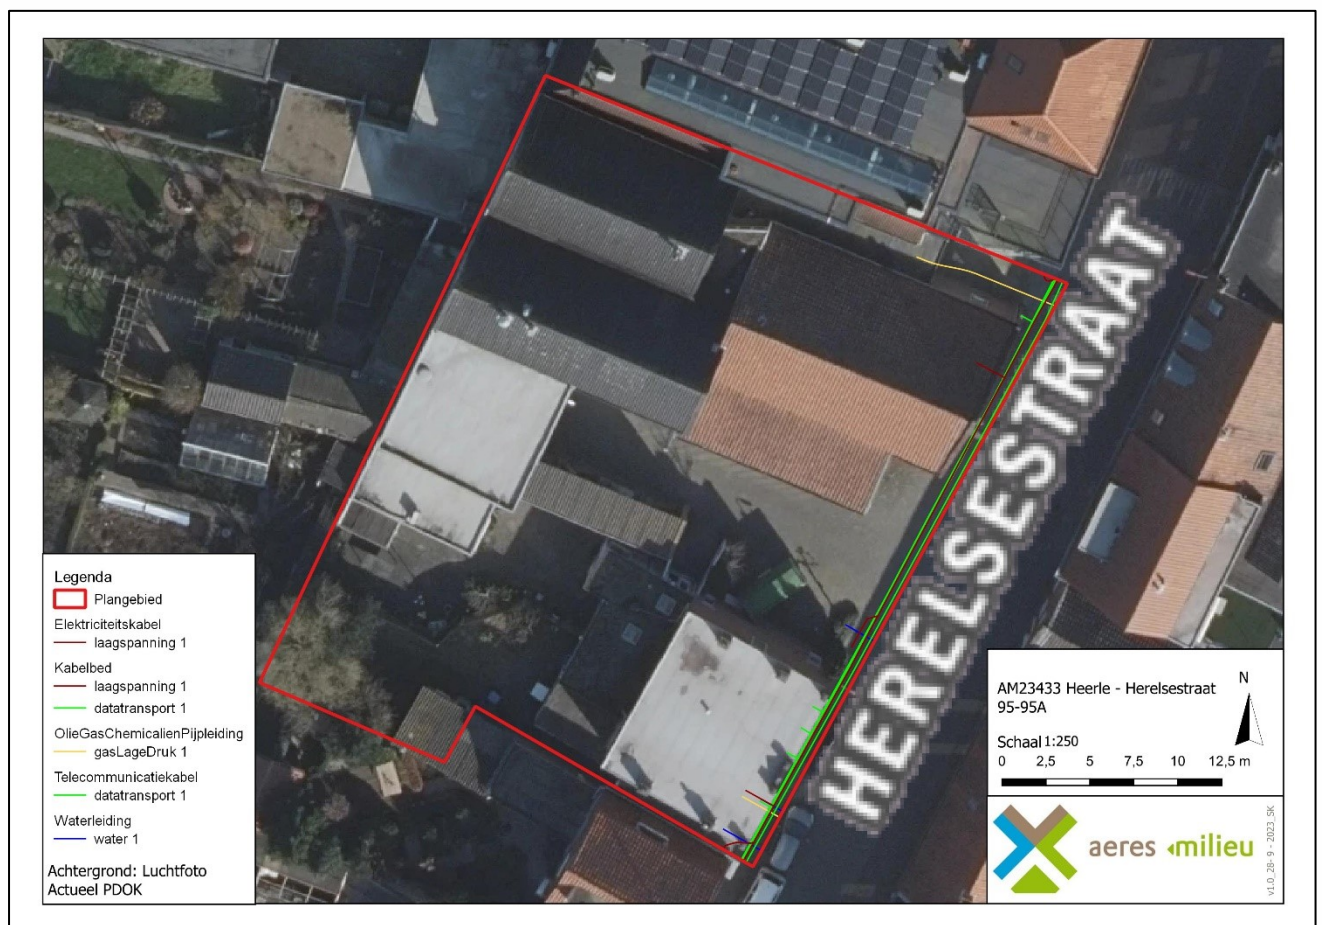 HERELSESTRAAT
Legenda
Plangebied
Elektriciteitskabel
laagspanning 1
Kabelbed
laagspanning 1
datatransport 1
OlieGasChemicalienPijpleiding
gasLageDruk 1
Telecommunicatiekabel
datatransport 1
Waterleiding
water 1
Achtergrond: Luchtfoto
Actueel PDOK
AM23433 Heerle - Herelsestraat
95-95A
N
Schaal 1:250
0 2,5 5 7,5 10 12,5 m
aeres milieu
v1.0_28- 9 - 2023_SK